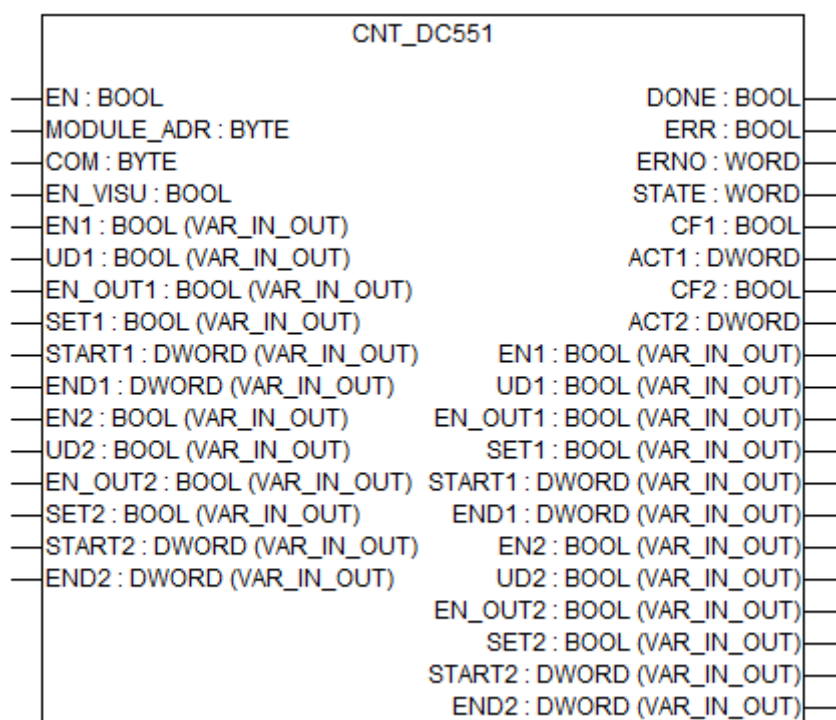 CNT_DC551
EN : BOOL DONE : BOOL
MODULE_ADR : BYTE ERR : BOOL
COM : BYTE ERNO : WORD
EN_VISU : BOOL STATE : WORD
EN1 : BOOL (VAR_IN_OUT) CF1 : BOOL
UD1 : BOOL (VAR_IN_OUT) ACT1 : DWORD
EN_OUT1 : BOOL (VAR_IN_OUT) CF2 : BOOL
SET1 : BOOL (VAR_IN_OUT) ACT2 : DWORD
START1 : DWORD (VAR_IN_OUT) EN1 : BOOL (VAR_IN_OUT)
END1 : DWORD (VAR_IN_OUT) UD1 : BOOL (VAR_IN_OUT)
EN2 : BOOL (VAR_IN_OUT) EN_OUT1 : BOOL (VAR_IN_OUT)
UD2 : BOOL (VAR_IN_OUT) SET1 : BOOL (VAR_IN_OUT)
EN_OUT2 : BOOL (VAR_IN_OUT) START1 : DWORD (VAR_IN_OUT)
SET2 : BOOL (VAR_IN_OUT) END1 : DWORD (VAR_IN_OUT)
START2 : DWORD (VAR_IN_OUT) EN2 : BOOL (VAR_IN_OUT)
END2 : DWORD (VAR_IN_OUT) UD2 : BOOL (VAR_IN_OUT)
EN_OUT2 : BOOL (VAR_IN_OUT)
SET2 : BOOL (VAR_IN_OUT)
START2 : DWORD (VAR_IN_OUT)
END2 : DWORD (VAR_IN_OUT)